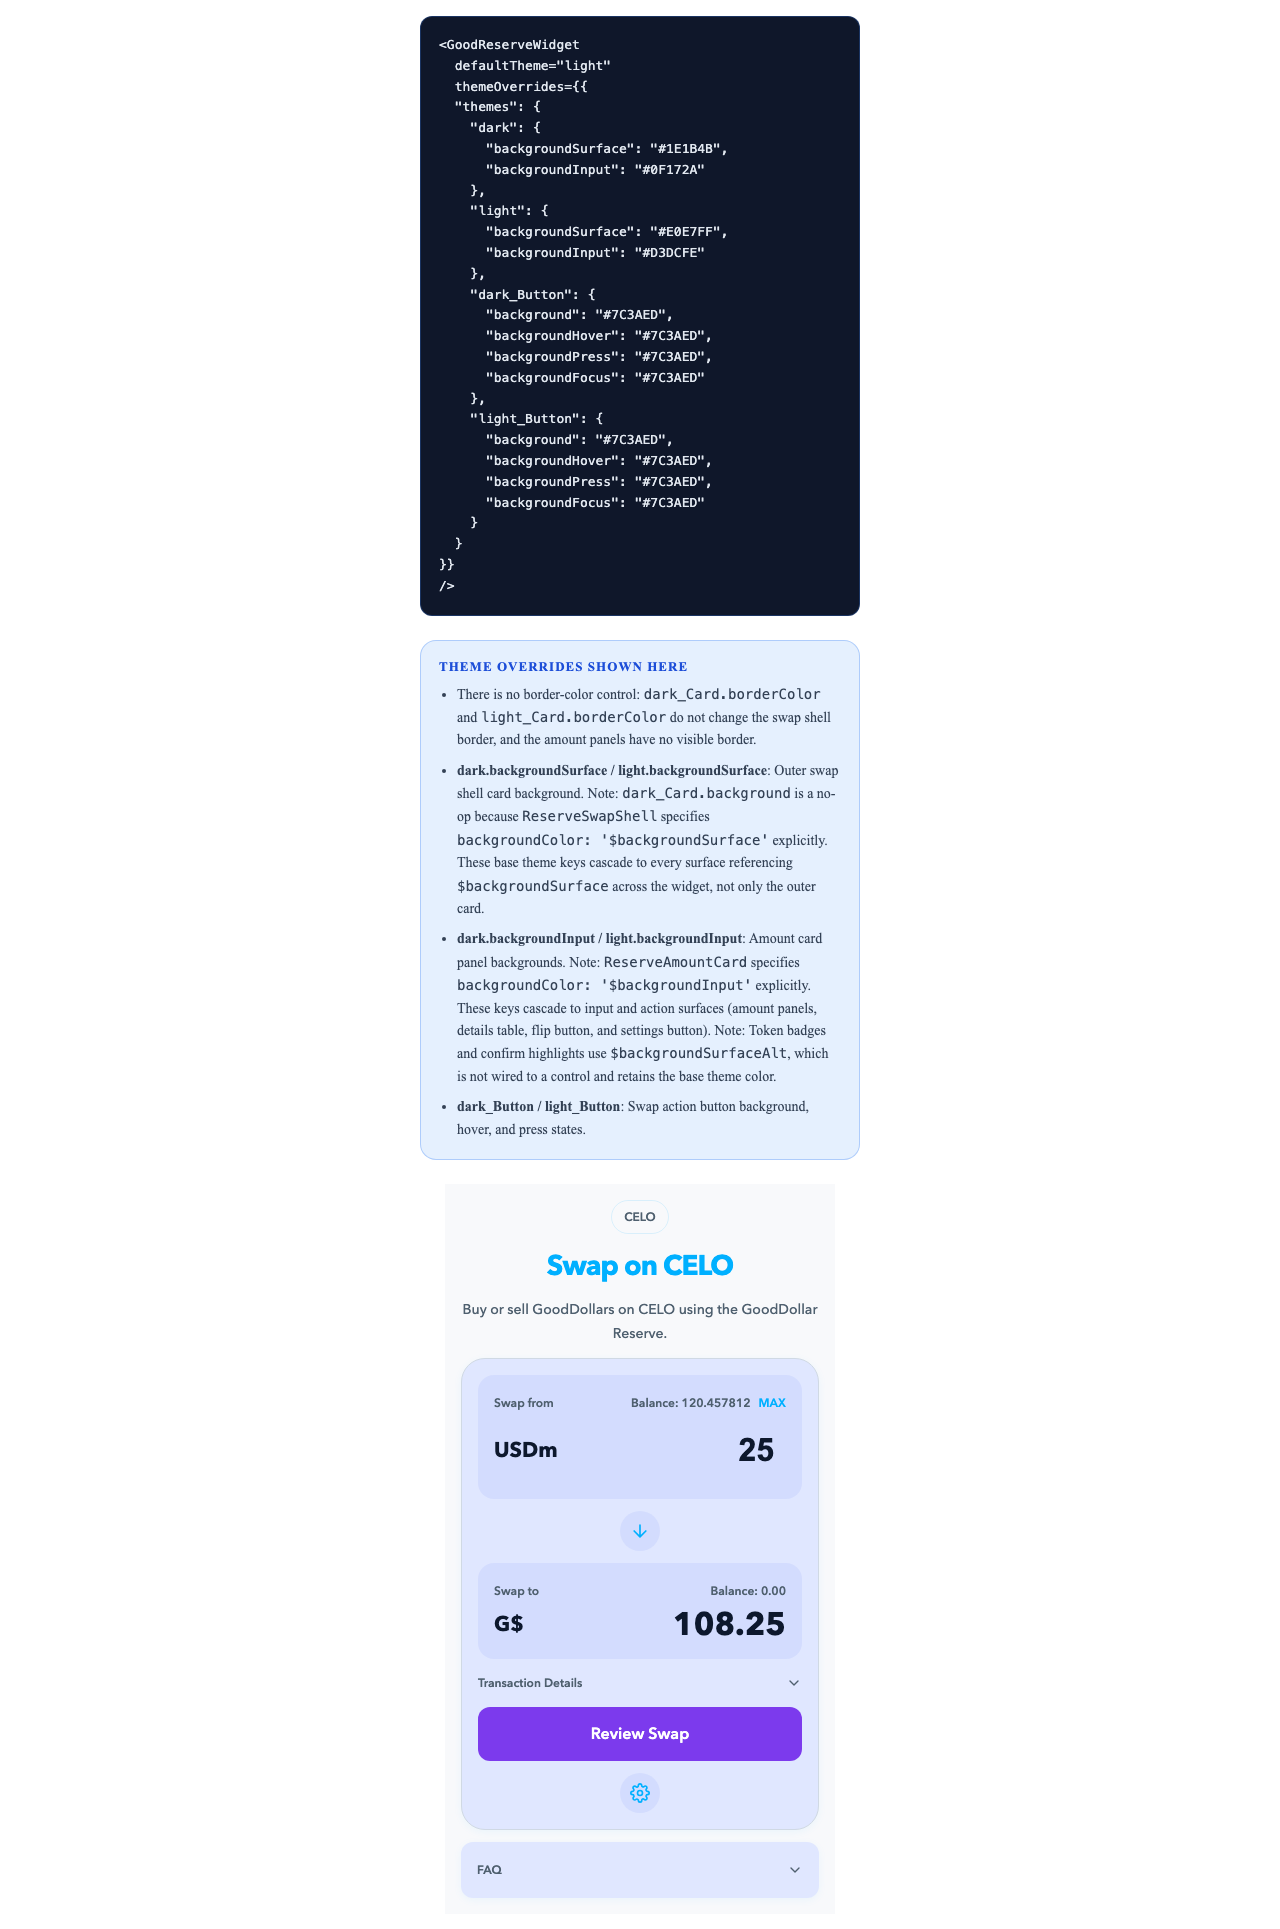 <GoodReserveWidget
  defaultTheme="light"
  themeOverrides={{
  "themes": {
    "dark": {
      "backgroundSurface": "#1E1B4B",
      "backgroundInput": "#0F172A"
    },
    "light": {
      "backgroundSurface": "#E0E7FF",
      "backgroundInput": "#D3DCFE"
    },
    "dark_Button": {
      "background": "#7C3AED",
      "backgroundHover": "#7C3AED",
      "backgroundPress": "#7C3AED",
      "backgroundFocus": "#7C3AED"
    },
    "light_Button": {
      "background": "#7C3AED",
      "backgroundHover": "#7C3AED",
      "backgroundPress": "#7C3AED",
      "backgroundFocus": "#7C3AED"
    }
  }
}}
/>
THEME OVERRIDES SHOWN HERE
• There is no border-color control: dark_Card.borderColor
and light_Card.borderColor do not change the swap shell
border, and the amount panels have no visible border.
• dark.backgroundSurface / light.backgroundSurface: Outer swap
shell card background. Note: dark_Card.background is a no-
op because ReserveSwapShell specifies
backgroundColor: '$backgroundSurface' explicitly.
These base theme keys cascade to every surface referencing
$backgroundSurface across the widget, not only the outer
card.
• dark.backgroundInput / light.backgroundInput: Amount card
panel backgrounds. Note: ReserveAmountCard specifies
backgroundColor: '$backgroundInput' explicitly.
These keys cascade to input and action surfaces (amount panels,
details table, flip button, and settings button). Note: Token badges
and confirm highlights use $backgroundSurfaceAlt, which
is not wired to a control and retains the base theme color.
• dark_Button / light_Button: Swap action button background,
hover, and press states.
CELO
Swap on CELO
Buy or sell GoodDollars on CELO using the GoodDollar
Reserve.
Swap from Balance: 120.457812 MAX
USDm 25
Swap to Balance: 0.00
G$ 108.25
Transaction Details
Review Swap
FAQ